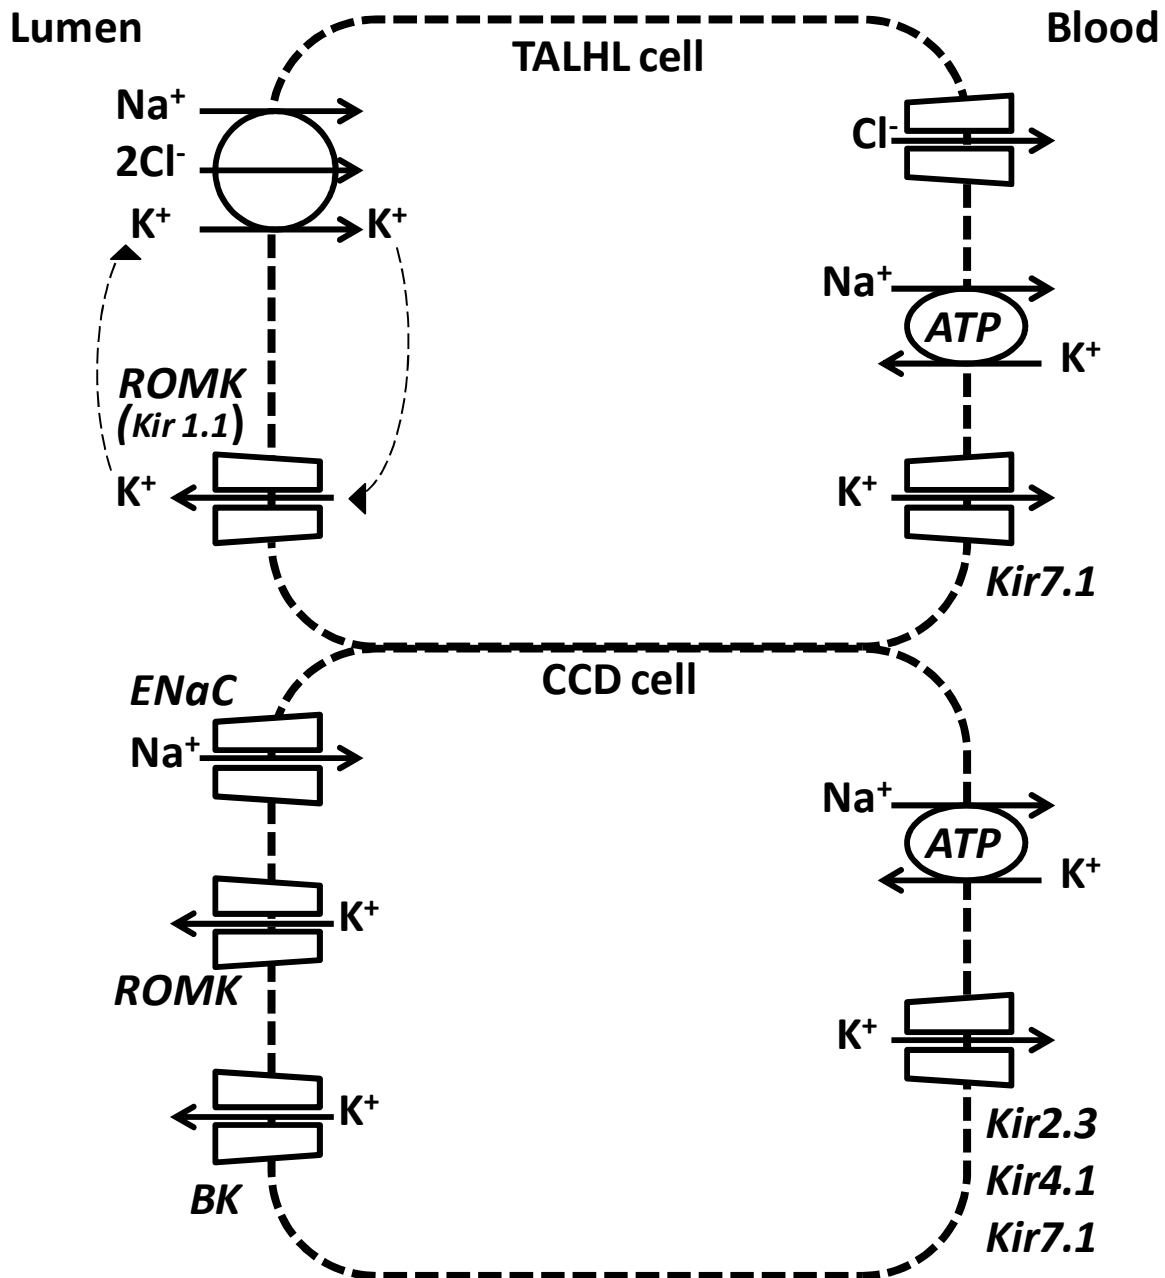 Lumen
Blood
TALHL cell
Na⁺
2Cl⁻
K⁺
K⁺
ROMK
(Kir 1.1)
K⁺
Cl⁻
Na⁺
ATP
K⁺
K⁺
Kir7.1
CCD cell
ENaC
Na⁺
K⁺
ROMK
K⁺
BK
Na⁺
ATP
K⁺
K⁺
Kir2.3
Kir4.1
Kir7.1